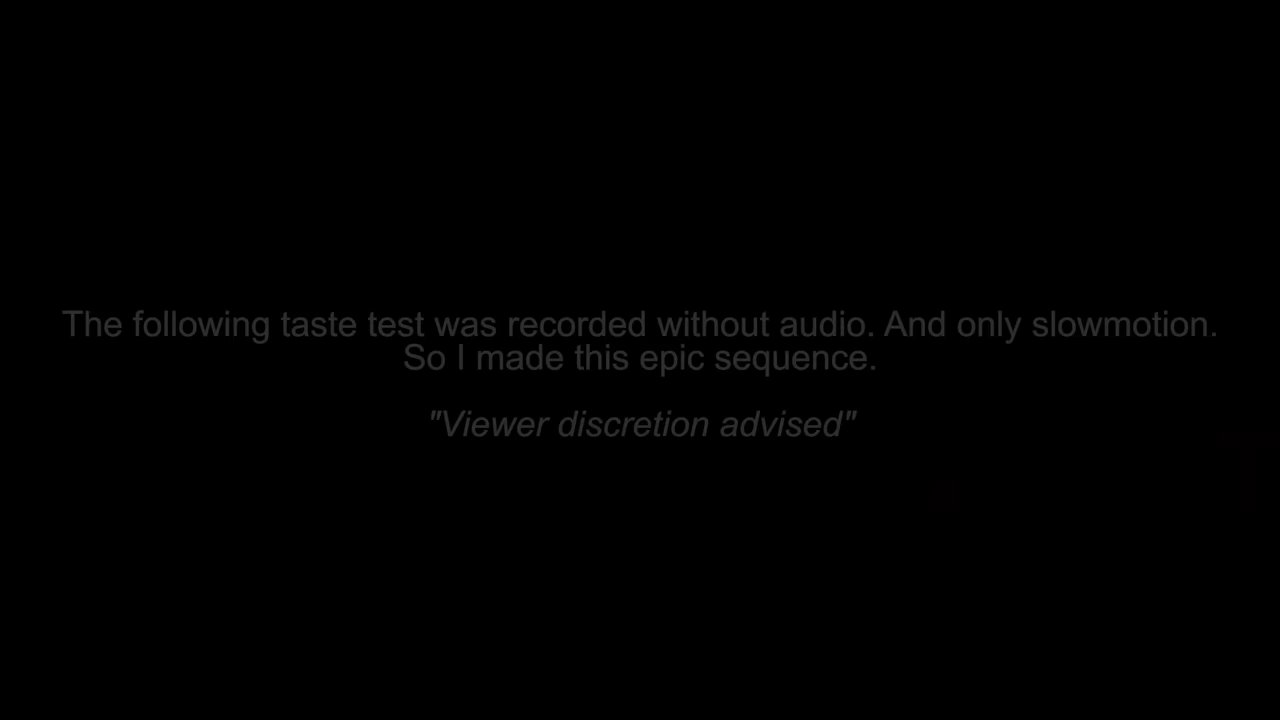 The following taste test was recorded without audio. And only slowmotion.
So I made this epic sequence.
"Viewer discretion advised"